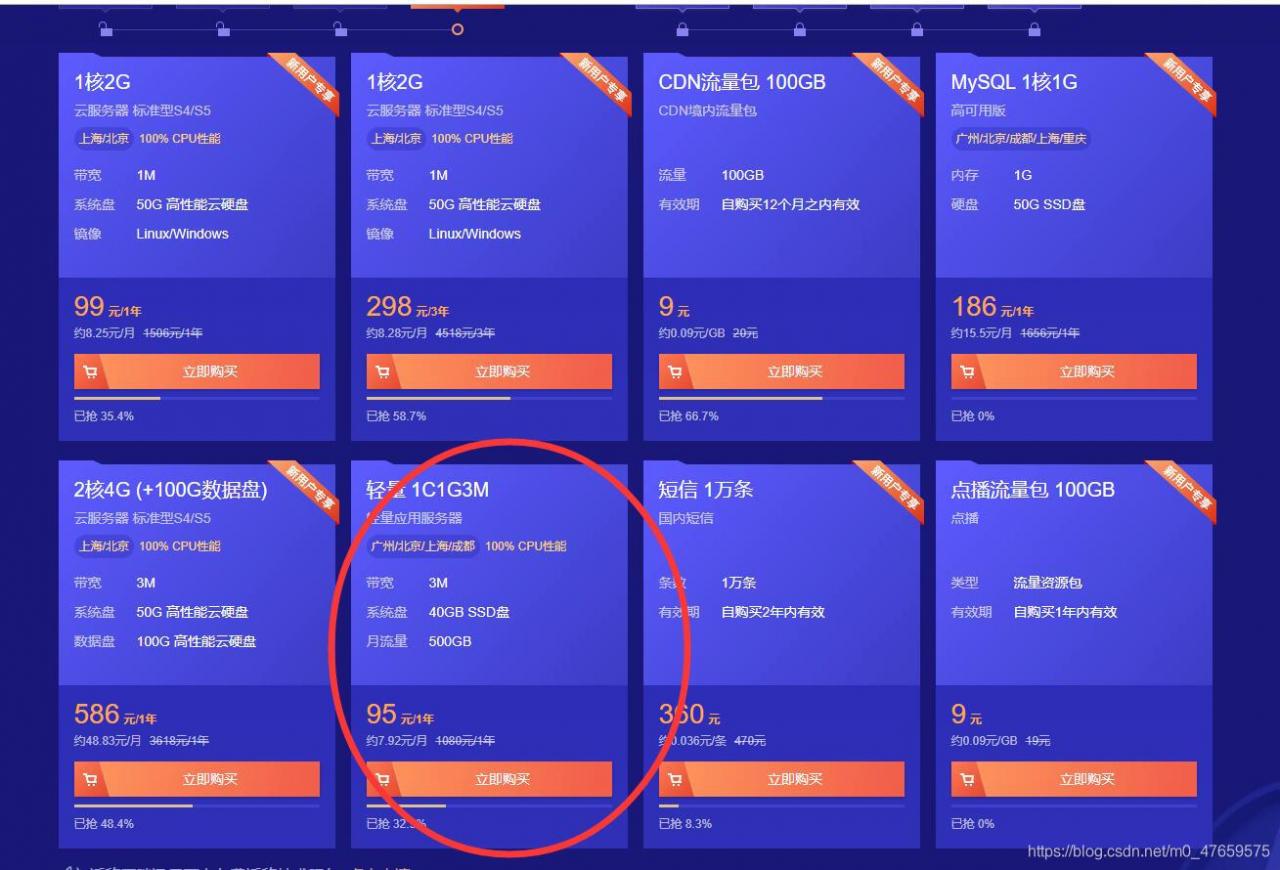 1核2G
新用户专享
云服务器 标准型S4/S5
上海/北京 100% CPU性能
带宽 1M
系统盘 50G 高性能云硬盘
镜像 Linux/Windows
99 元/1年
约8.25元/月 1506元/1年
立即购买
已抢 35.4%
1核2G
新用户专享
云服务器 标准型S4/S5
上海/北京 100% CPU性能
带宽 1M
系统盘 50G 高性能云硬盘
镜像 Linux/Windows
298 元/3年
约8.28元/月 4518元/3年
立即购买
已抢 58.7%
CDN流量包 100GB
新用户专享
CDN境内流量包
流量 100GB
有效期 自购买12个月之内有效
9 元
约0.09元/GB 20元
立即购买
已抢 66.7%
MySQL 1核1G
新用户专享
高可用版
广州/北京/成都/上海/重庆
内存 1G
硬盘 50G SSD盘
186 元/1年
约15.5元/月 1656元/1年
立即购买
已抢 0%
2核4G (+100G数据盘)
新用户专享
云服务器 标准型S4/S5
上海/北京 100% CPU性能
带宽 3M
系统盘 50G 高性能云硬盘
数据盘 100G 高性能云硬盘
586 元/1年
约48.83元/月 3618元/1年
立即购买
已抢 48.4%
轻量 1C1G3M
轻量应用服务器
广州/北京/上海/成都 100% CPU性能
带宽 3M
系统盘 40GB SSD盘
月流量 500GB
95 元/1年
约7.92元/月 1080元/1年
立即购买
已抢
短信 1万条
新用户专享
国内短信
条数 1万条
有效期 自购买2年内有效
360 元
约0.036元/条 470元
立即购买
已抢 8.3%
点播流量包 100GB
新用户专享
点播
类型 流量资源包
有效期 自购买1年内有效
9 元
约0.09元/GB 19元
立即购买
已抢 0%
https://blog.csdn.net/m0_47659575